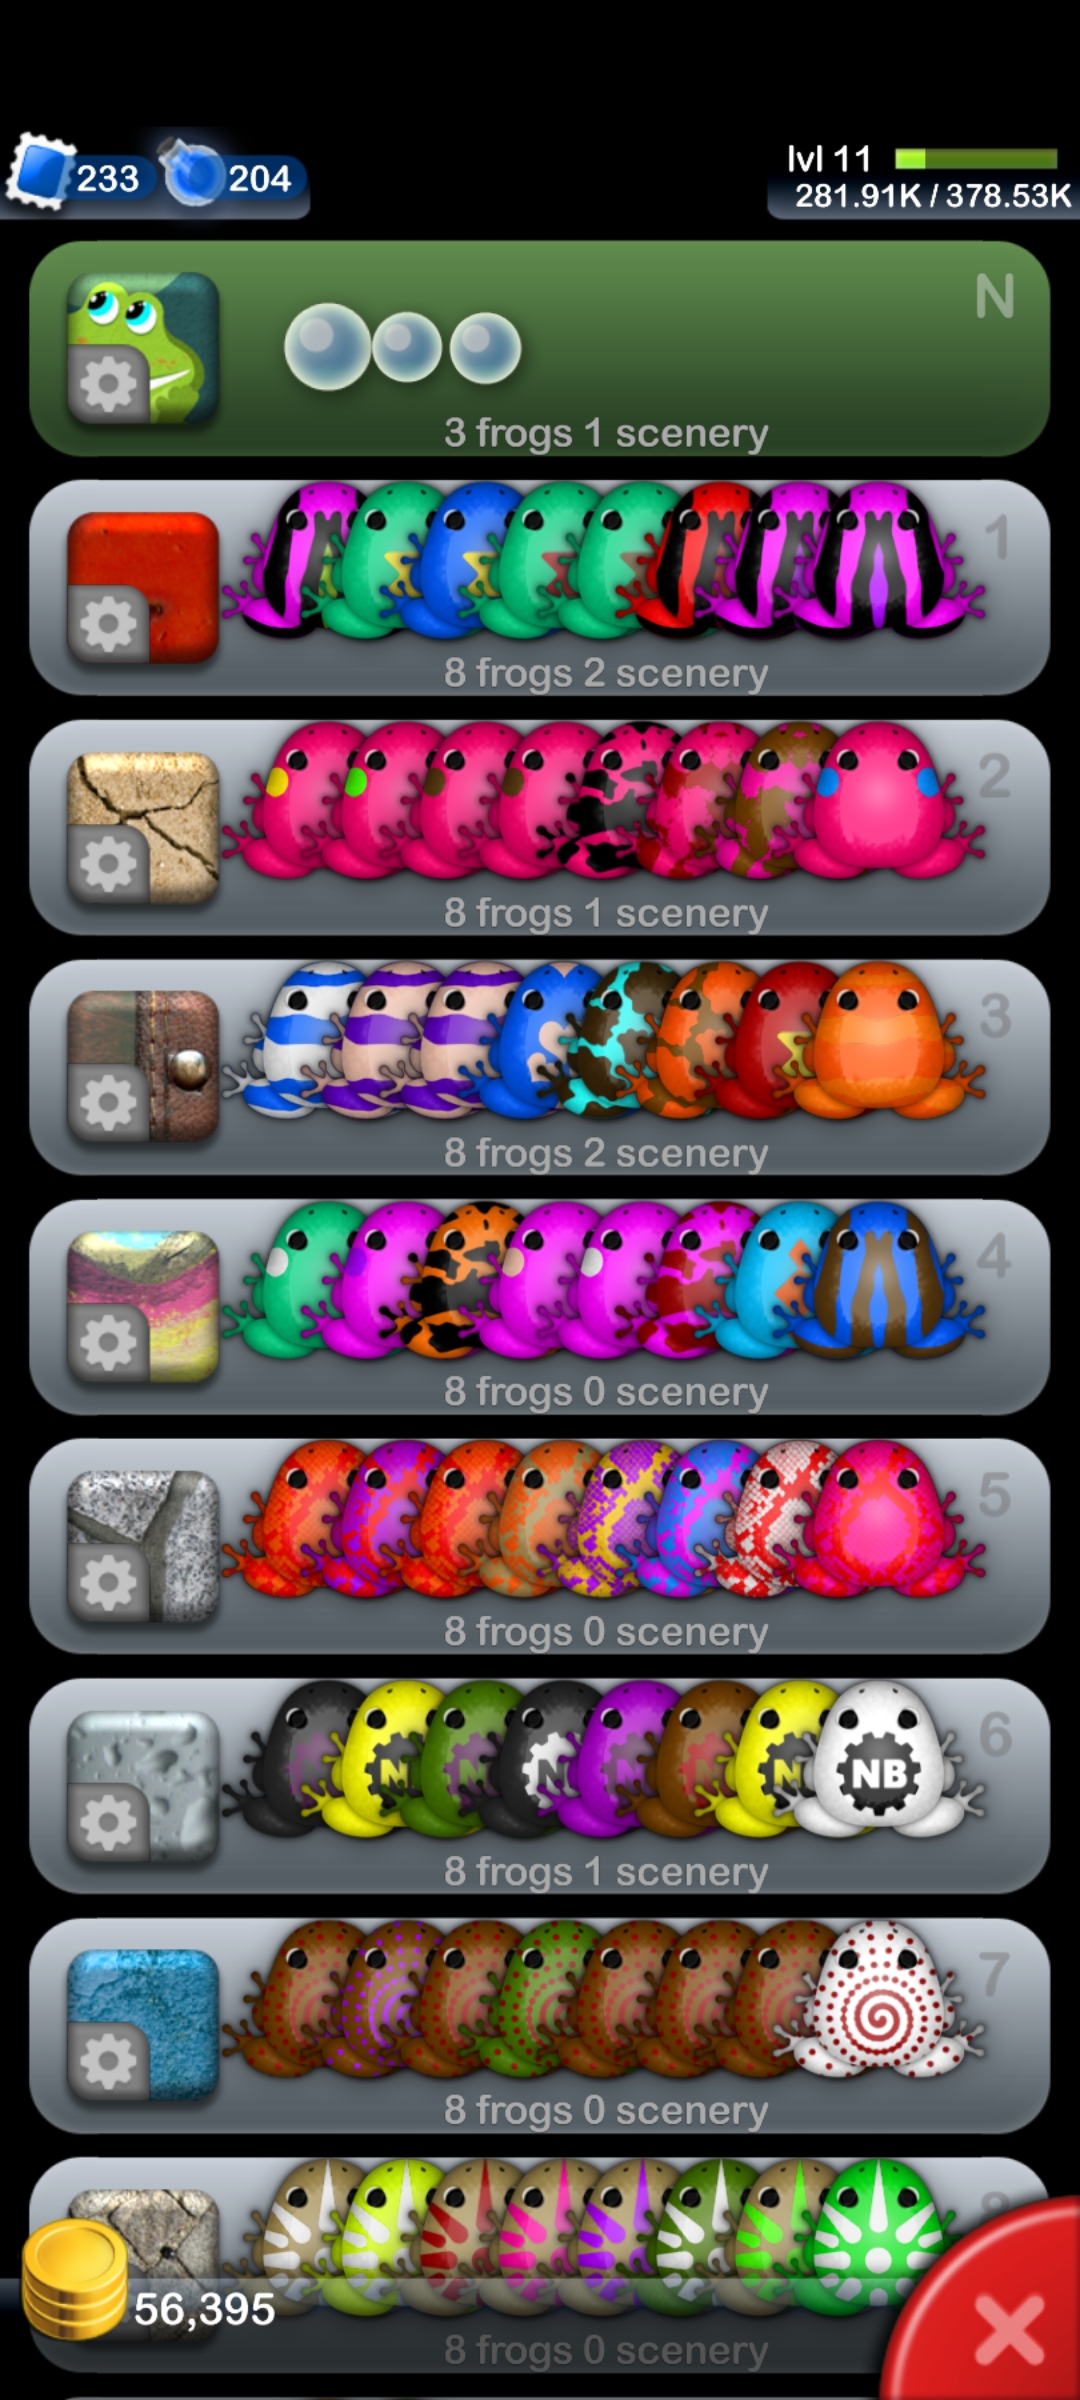 233 204
lvl 11
281.91K / 378.53K
N
3 frogs 1 scenery
1
8 frogs 2 scenery
2
8 frogs 1 scenery
3
8 frogs 2 scenery
4
8 frogs 0 scenery
5
8 frogs 0 scenery
6
N N N N N NB
8 frogs 1 scenery
7
8 frogs 0 scenery
56,395
8 frogs 0 scenery